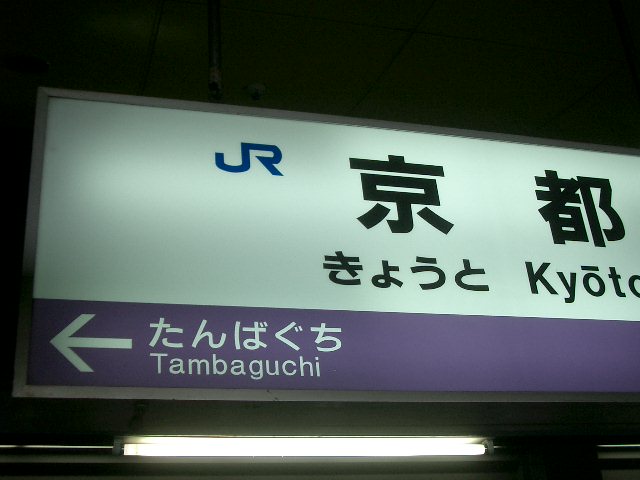 JR
京都
きょうと Kyōto
← たんばぐち
Tambaguchi